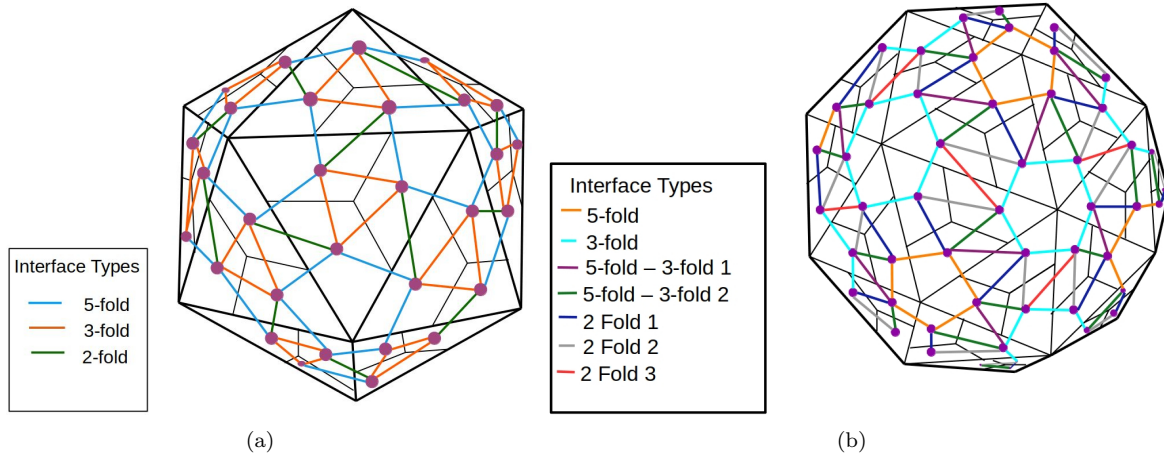 Interface Types
5-fold
3-fold
2-fold
(a)
Interface Types
5-fold
3-fold
5-fold – 3-fold 1
5-fold – 3-fold 2
2 Fold 1
2 Fold 2
2 Fold 3
(b)